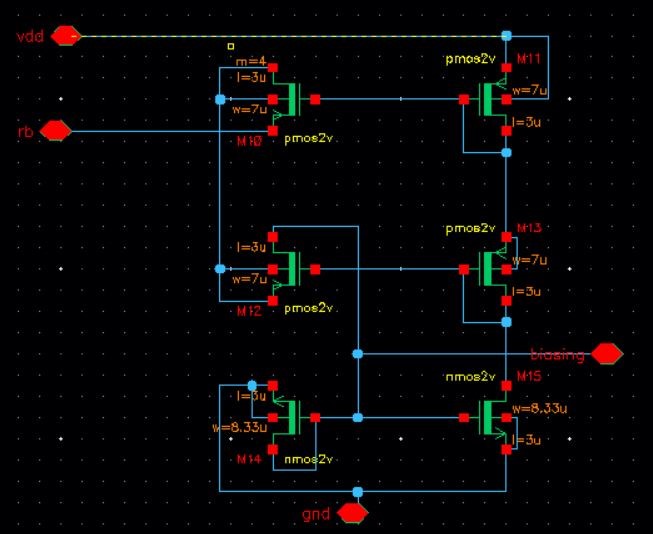 vdd
pmos2v
M11
m=4
l=3u
w=7u
w=7u
rb
l=3u
M10
pmos2v
pmos2v
M13
l=3u
w=7u
w=7u
l=3u
M12
pmos2v
biasing
nmos2v
M15
l=3u
w=8.33u
w=8.33u
l=3u
M14
nmos2v
gnd